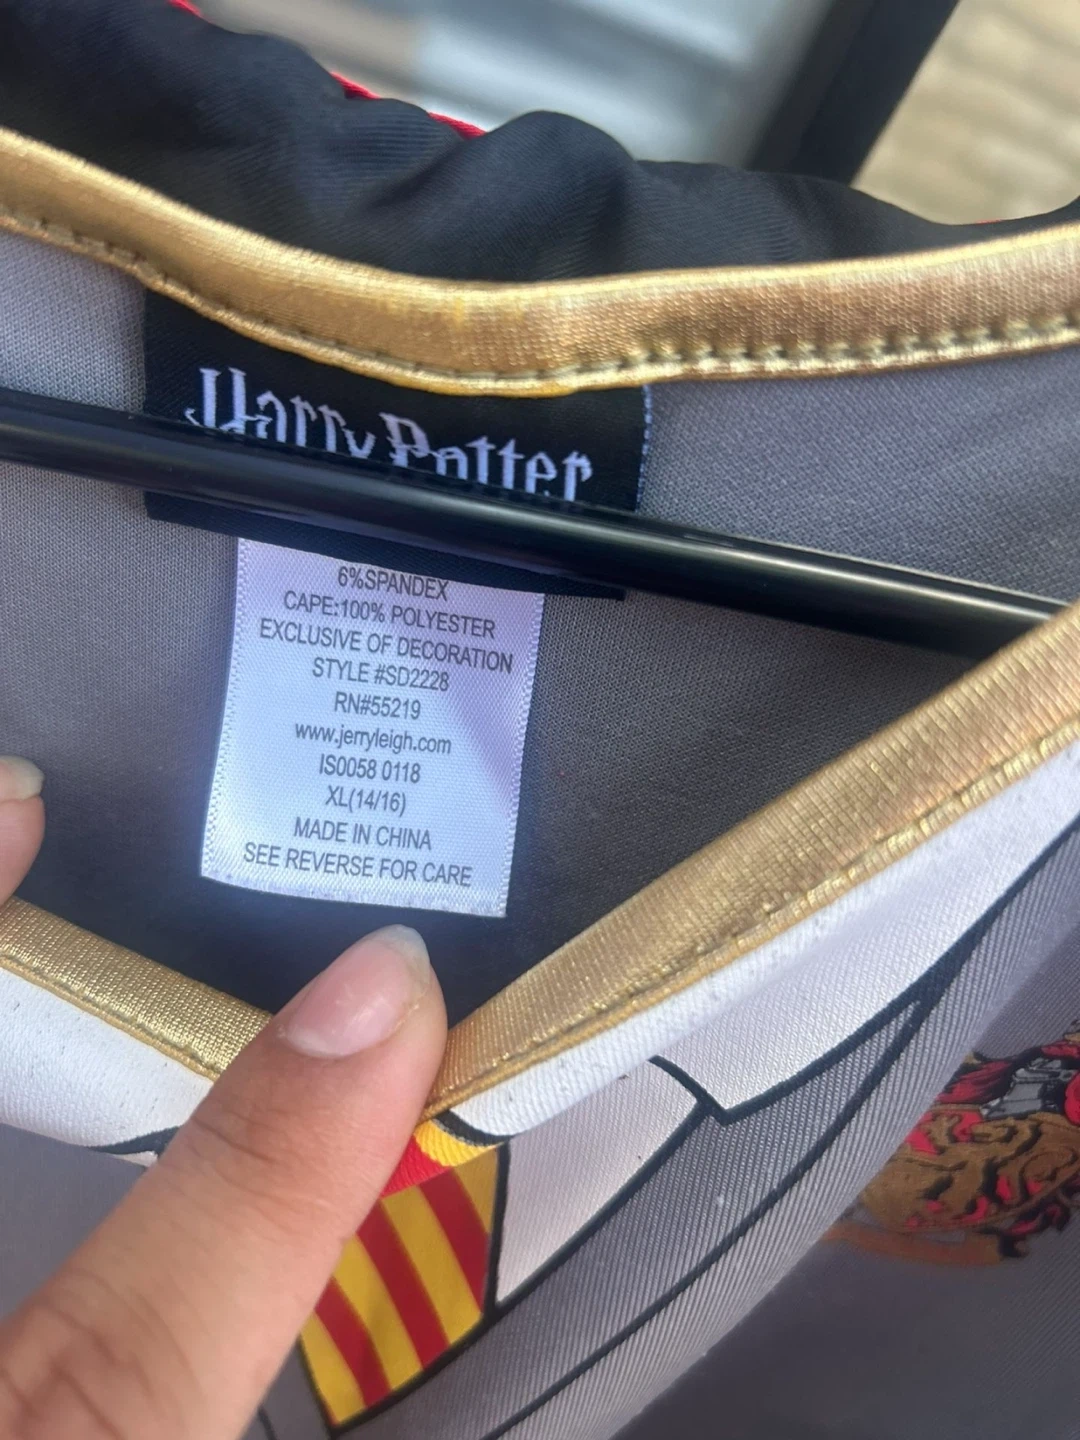 Harry Potter
6%SPANDEX
CAPE:100% POLYESTER
EXCLUSIVE OF DECORATION
STYLE #SD2228
RN#55219
www.jerryleigh.com
IS0058 0118
XL(14/16)
MADE IN CHINA
SEE REVERSE FOR CARE